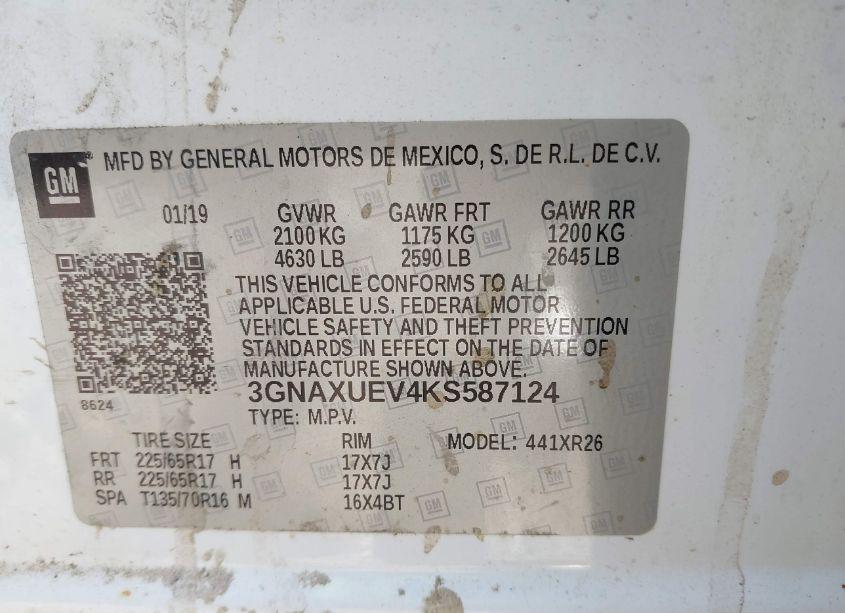 GM ® MFD BY GENERAL MOTORS DE MEXICO, S. DE R.L. DE C.V.
01/19 GVWR GAWR FRT GAWR RR
2100 KG 1175 KG 1200 KG
4630 LB 2590 LB 2645 LB
THIS VEHICLE CONFORMS TO ALL
APPLICABLE U.S. FEDERAL MOTOR
VEHICLE SAFETY AND THEFT PREVENTION
STANDARDS IN EFFECT ON THE DATE OF
MANUFACTURE SHOWN ABOVE.
8624 3GNAXUEV4KS587124
TYPE: M.P.V.
TIRE SIZE RIM MODEL: 441XR26
FRT 225/65R17 H 17X7J
RR 225/65R17 H 17X7J
SPA T135/70R16 M 16X4BT